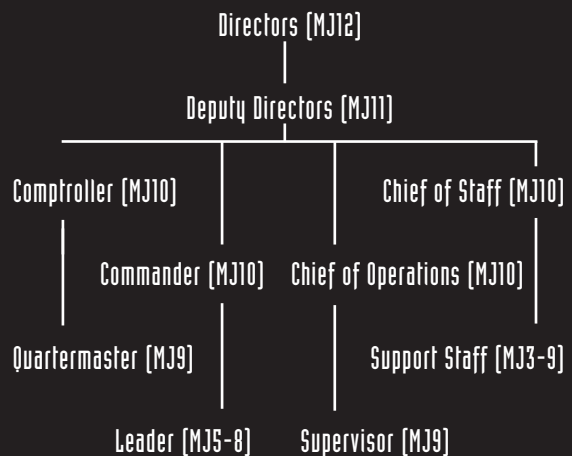 Directors (MJ12)
Deputy Directors (MJ11)
Comptroller (MJ10)
Chief of Staff (MJ10)
Commander (MJ10)
Chief of Operations (MJ10)
Quartermaster (MJ9)
Support Staff (MJ3-9)
Leader (MJ5-8)
Supervisor (MJ9)